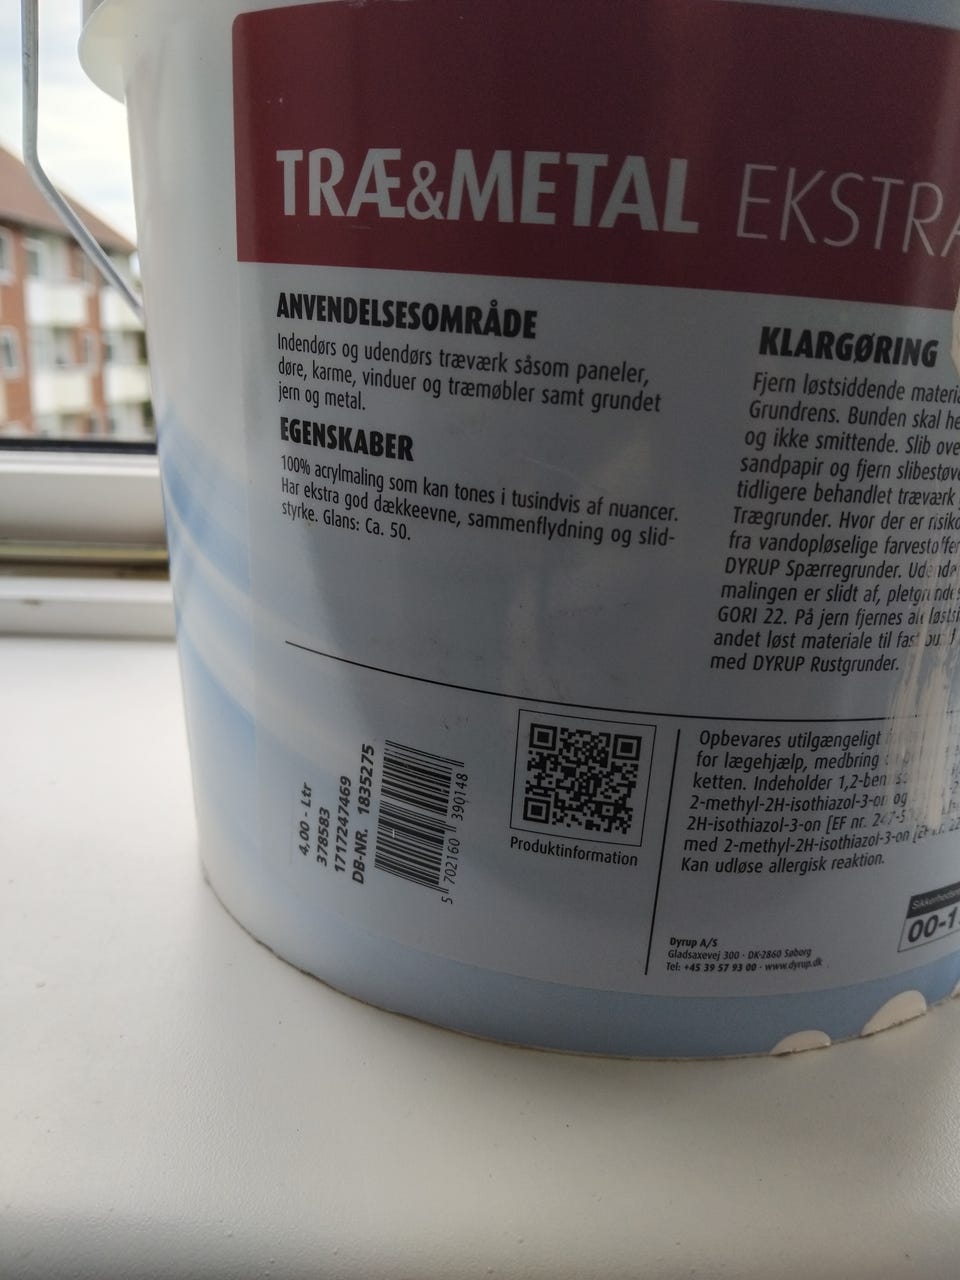 TRÆ&METAL EKSTRA
ANVENDELSESOMRÅDE
Indendørs og udendørs træværk såsom paneler,
døre, karme, vinduer og træmøbler samt grundet
jern og metal.
EGENSKABER
100% acrylmaling som kan tones i tusindvis af nuancer.
Har ekstra god dækkeevne, sammenflydning og slid-
styrke. Glans: Ca. 50.
KLARGØRING
Fjern løstsiddende
Grundrens. Bunden skal
og ikke smittende. Slib
sandpapir og fjern
tidligere behandlet træværk
Trægrunder. Hvor der er
fra vandopløselige
DYRUP Spærregrunder.
malingen er slidt af,
GORI 22. På jern fjernes
andet løst materiale til
med DYRUP Rustgrunder.
4,00 - Ltr
378583
1717247469
DB-NR. 1835275
5 702160 390148
Produktinformation
Opbevares utilgængeligt
for lægehjælp, medbring
ketten. Indeholder
2-methyl-2H-isothiazol-3-on og
2H-isothiazol-3-on [EF nr.
med 2-methyl-2H-isothiazol-3-on
Kan udløse allergisk reaktion.
00-1
Dyrup A/S
Gladsaxevej 300 · DK-2860 Søborg
Tel: +45 39 57 93 00 · www.dyrup.dk